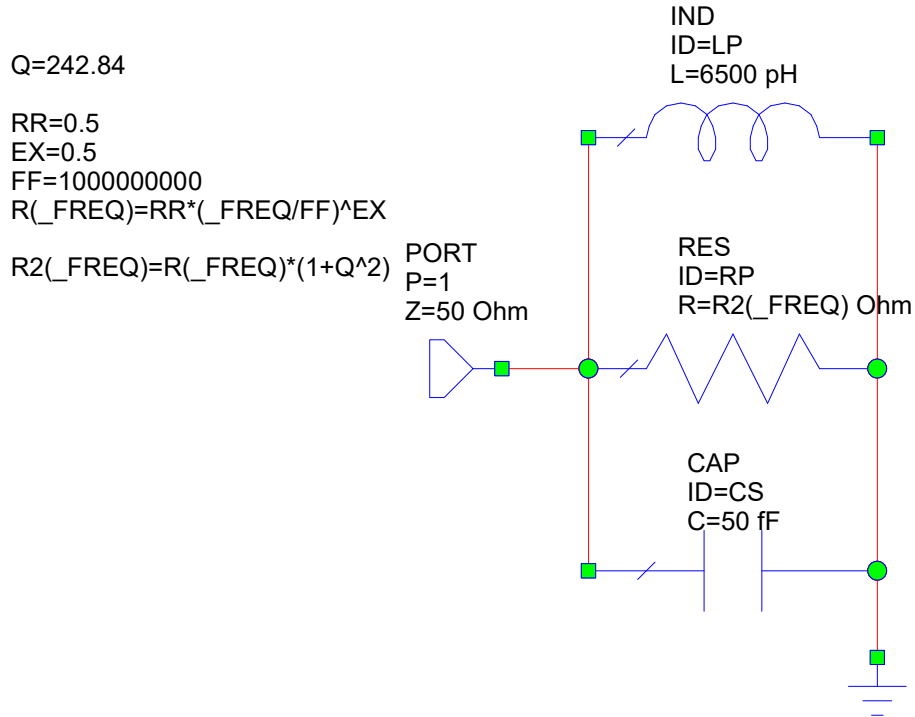 Q=242.84
RR=0.5
EX=0.5
FF=1000000000
R(_FREQ)=RR*(_FREQ/FF)^EX
R2(_FREQ)=R(_FREQ)*(1+Q^2)
PORT
P=1
Z=50 Ohm
IND
ID=LP
L=6500 pH
RES
ID=RP
R=R2(_FREQ) Ohm
CAP
ID=CS
C=50 fF